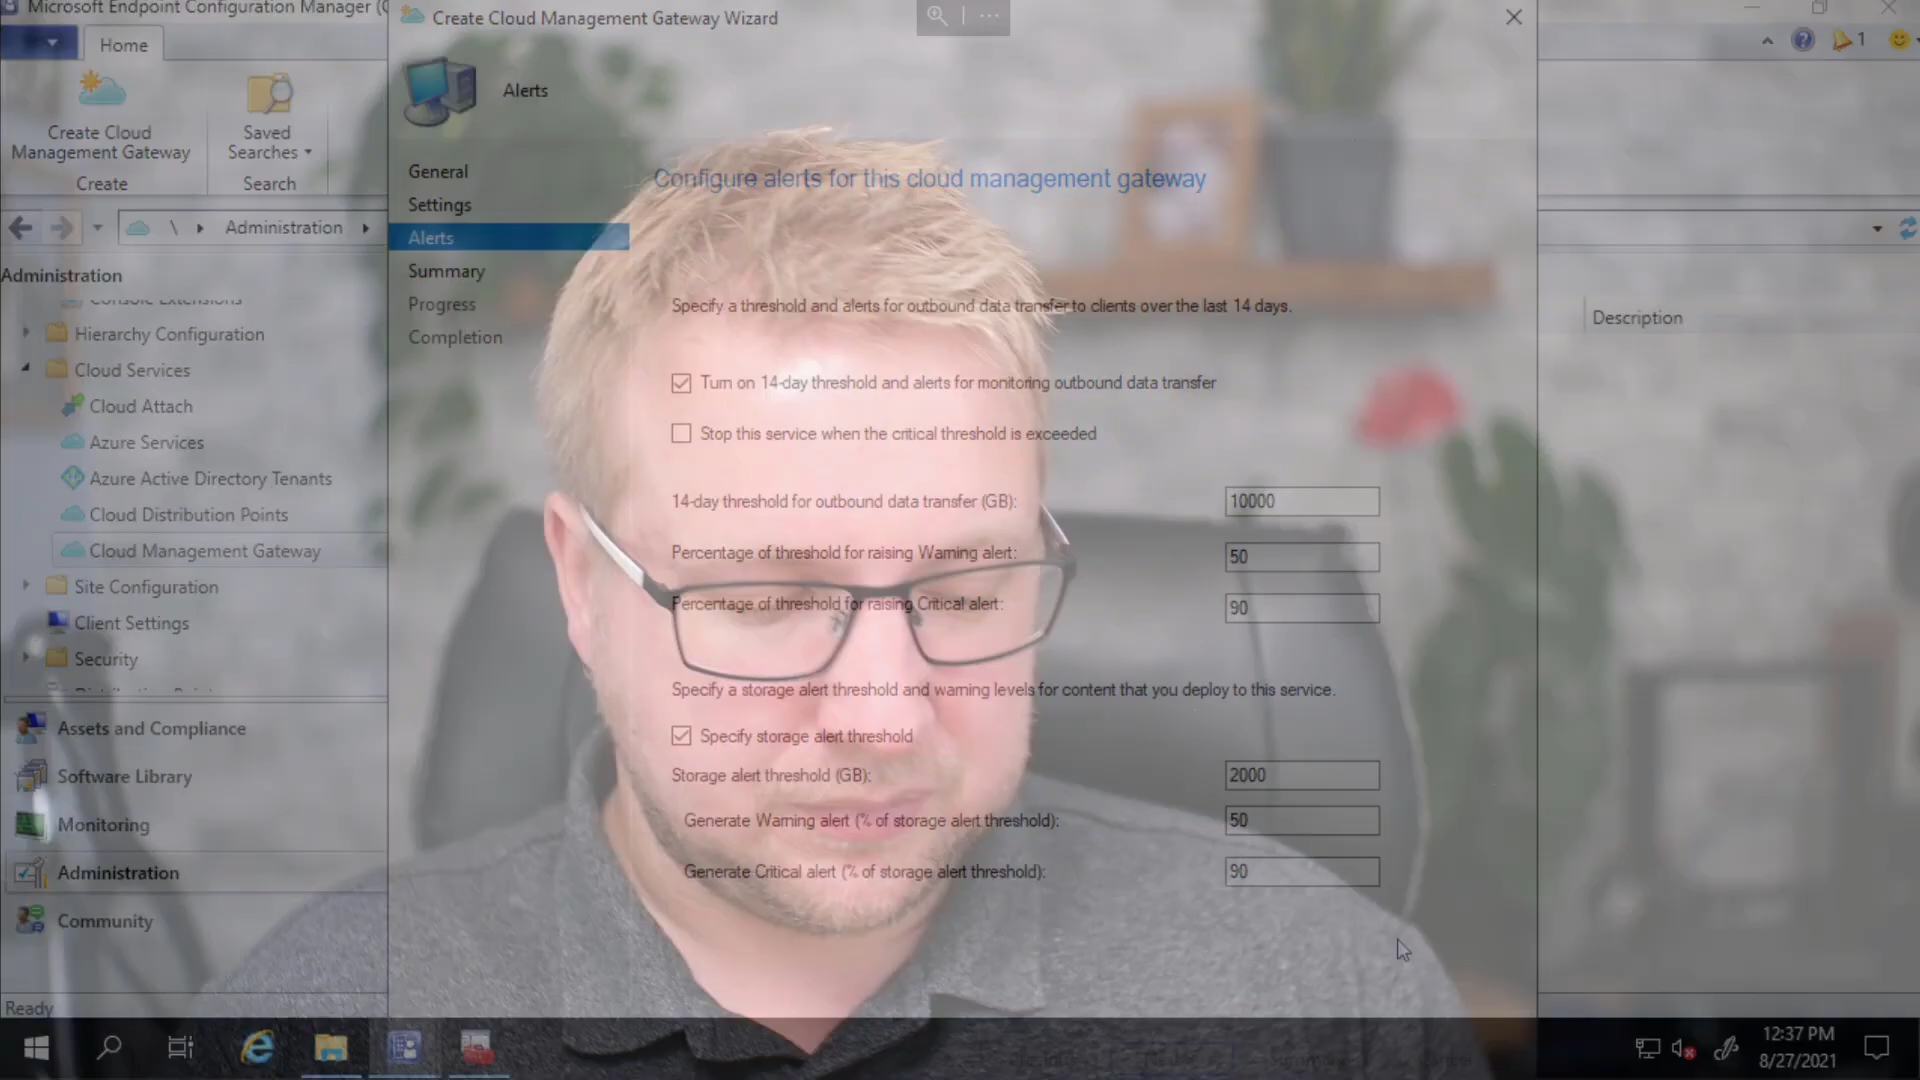 Microsoft Endpoint Configuration Manager (
Create Cloud Management Gateway Wizard
Home
1
Create Cloud
Management Gateway
Create
Saved
Searches
Search
Alerts
\ Administration
Administration
Console Extensions
Hierarchy Configuration
Cloud Services
Cloud Attach
Azure Services
Azure Active Directory Tenants
Cloud Distribution Points
Cloud Management Gateway
Site Configuration
Client Settings
Security
Assets and Compliance
Software Library
Monitoring
Administration
Community
Ready
General
Settings
Alerts
Summary
Progress
Completion
Configure alerts for this cloud management gateway
Specify a threshold and alerts for outbound data transfer to clients over the last 14 days.
Turn on 14-day threshold and alerts for monitoring outbound data transfer
Stop this service when the critical threshold is exceeded
14-day threshold for outbound data transfer (GB): 10000
Percentage of threshold for raising Warning alert: 50
Percentage of threshold for raising Critical alert: 90
Specify a storage alert threshold and warning levels for content that you deploy to this service.
Specify storage alert threshold
Storage alert threshold (GB): 2000
Generate Warning alert (% of storage alert threshold): 50
Generate Critical alert (% of storage alert threshold): 90
Description
12:37 PM
8/27/2021